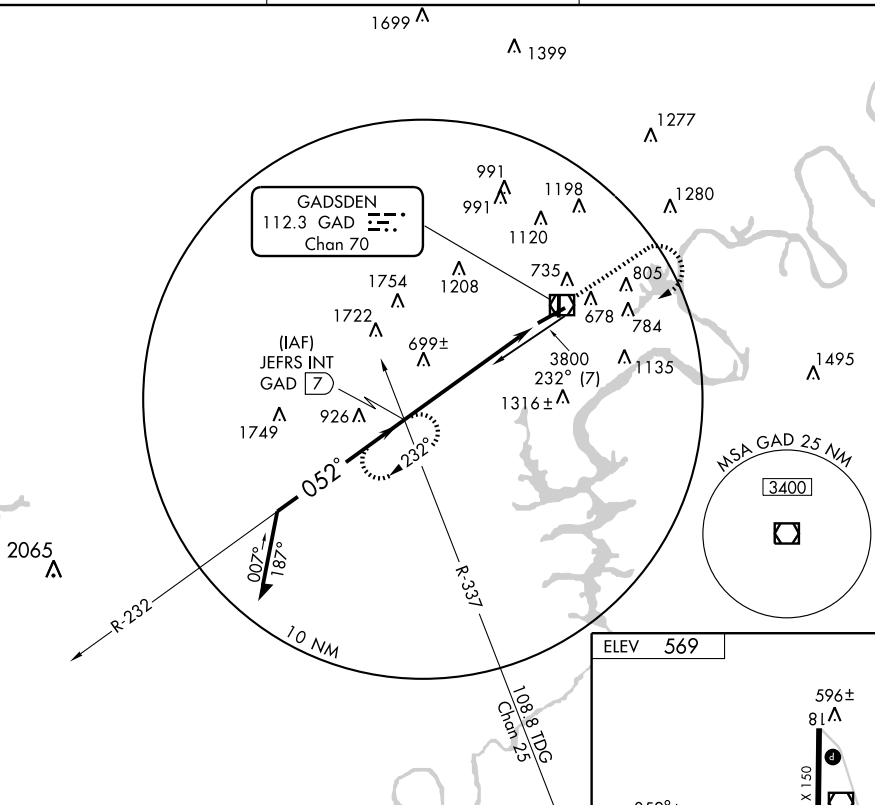 1699
1399
1277
991
991
1198
1280
1120
GADSDEN
112.3 GAD
Chan 70
735
805
1208
1754
678
784
1722
699±
(IAF)
JEFRS INT
GAD 7
3800
232° (7)
1135
1495
1316±
926
1749
232°
052°
MSA GAD 25 NM
3400
2065
007°
187°
R-337
R-232
10 NM
ELEV 569
108.8 TDG
Chan 25
596±
18
P
X 150